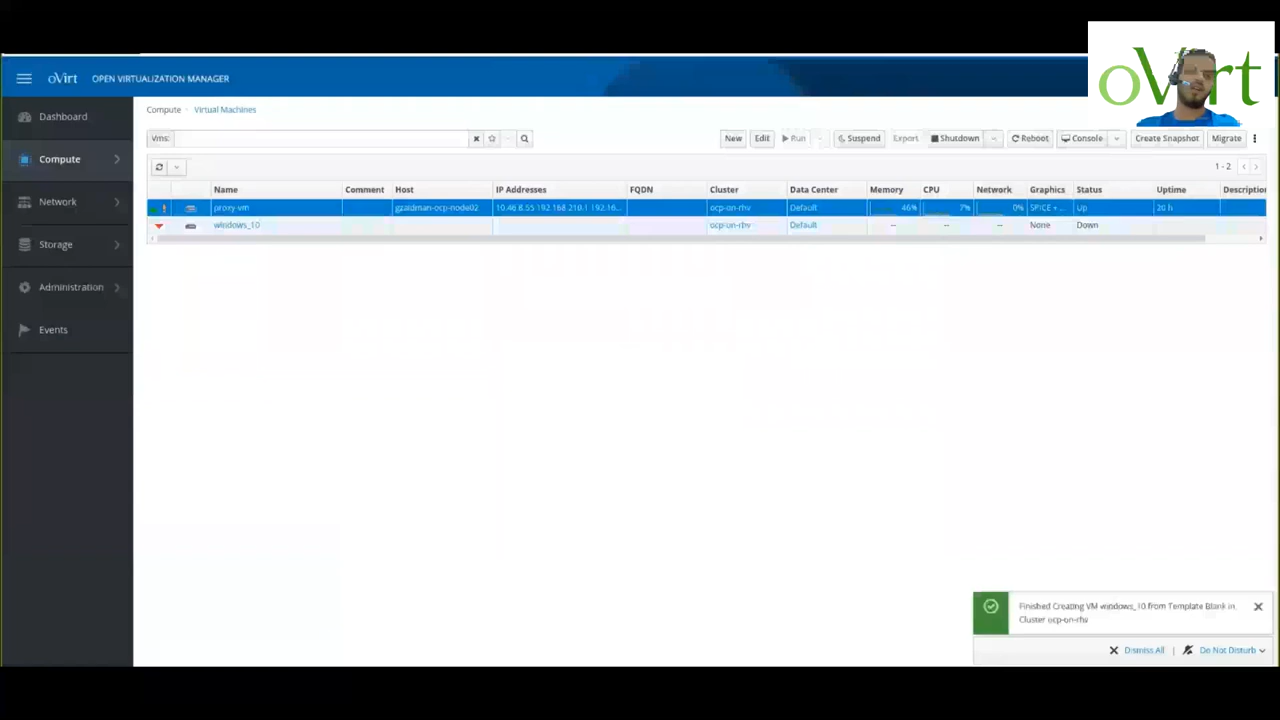 oVirt
oVirt OPEN VIRTUALIZATION MANAGER
Dashboard
Compute
Network
Storage
Administration
Events
Compute Virtual Machines
Vms:
New Edit Run Suspend Export Shutdown Reboot Console Create Snapshot Migrate
1 - 2
Name Comment Host IP Addresses FQDN Cluster Data Center Memory CPU Network Graphics Status Uptime Description
proxy-vm gzaidman-ocp-node02 10.46.8.55 192.168.210.1 192.16... ocp-on-rhv Default 46% 7% 0% SPICE + ... Up 20 h
windows_10 ocp-on-rhv Default -- -- -- None Down
Finished Creating VM windows_10 from Template Blank in
Cluster ocp-on-rhv
Dismiss All | Do Not Disturb